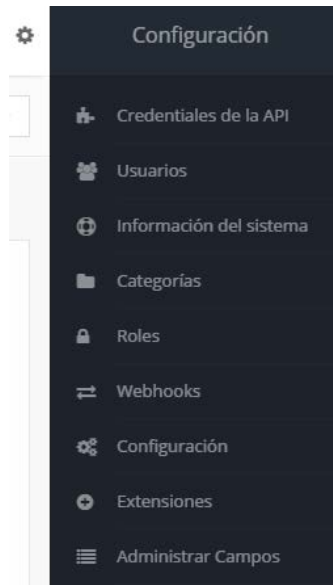 Configuración
Credentiales de la API
Usuarios
Información del sistema
Categorías
Roles
Webhooks
Configuración
Extensiones
Administrar Campos